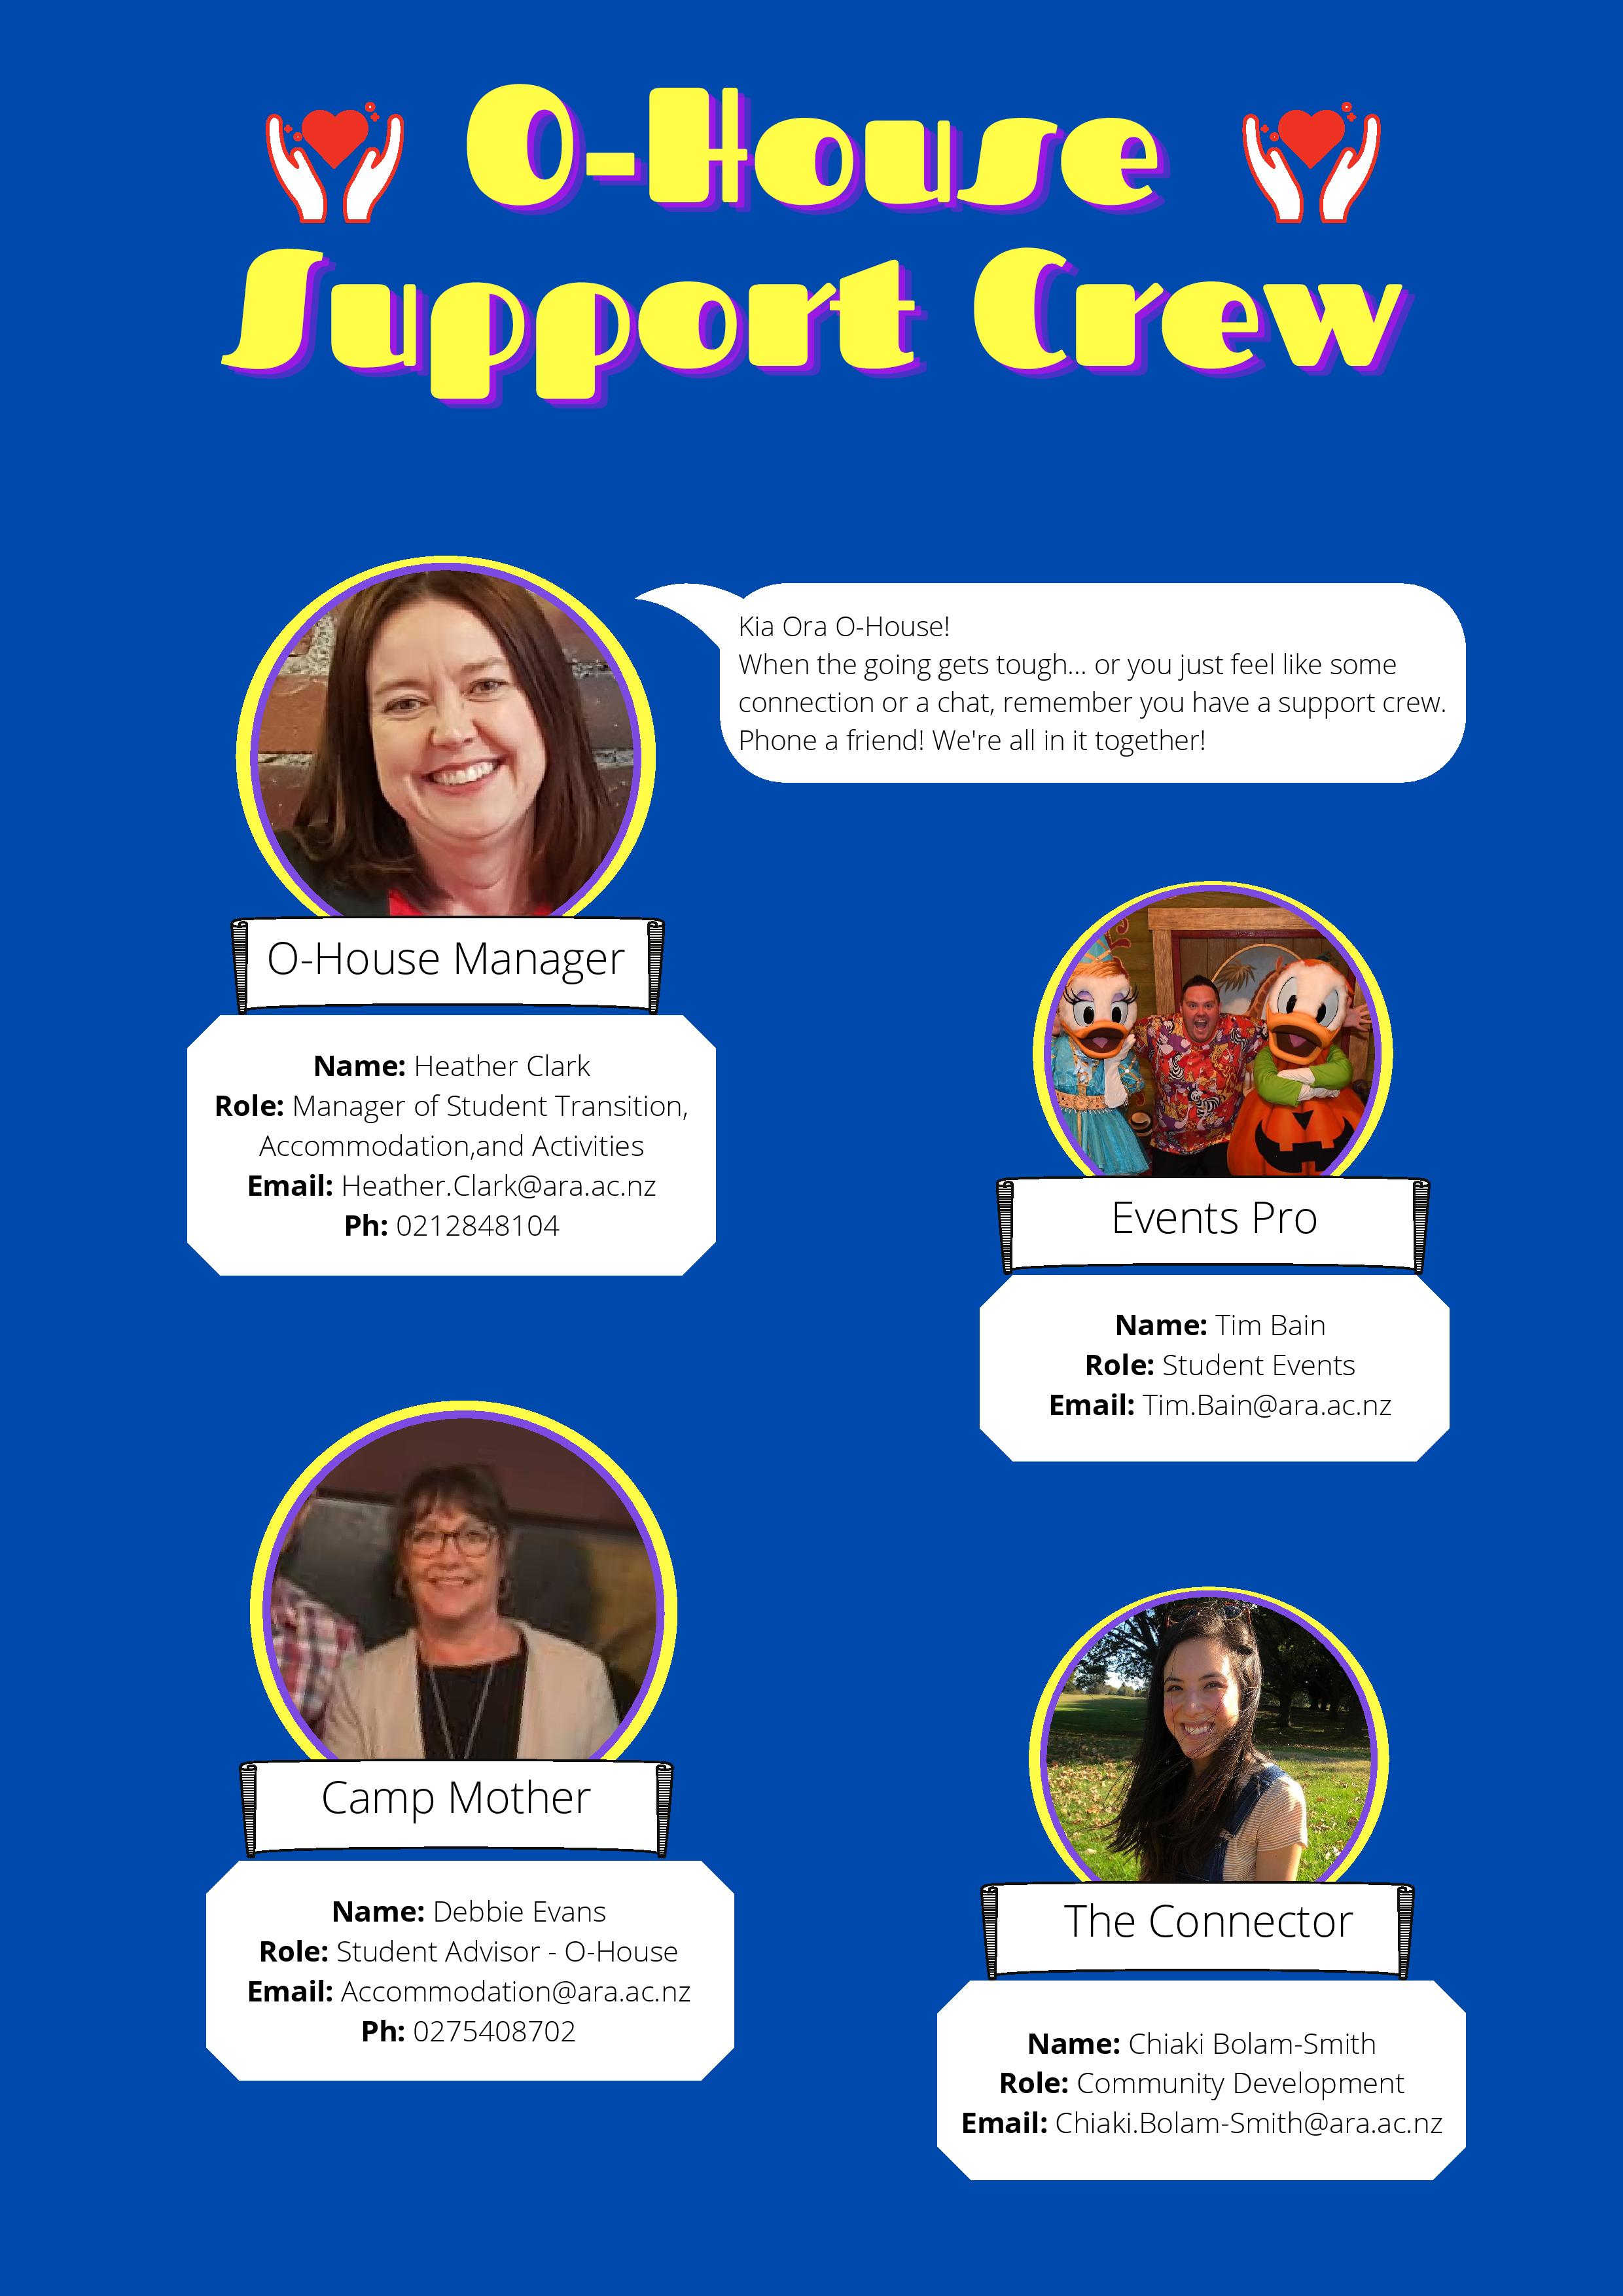 O-House
Support Crew
Kia Ora O-House!
When the going gets tough... or you just feel like some
connection or a chat, remember you have a support crew.
Phone a friend! We're all in it together!
O-House Manager
Name: Heather Clark
Role: Manager of Student Transition,
Accommodation,and Activities
Email: Heather.Clark@ara.ac.nz
Ph: 0212848104
Events Pro
Name: Tim Bain
Role: Student Events
Email: Tim.Bain@ara.ac.nz
Camp Mother
Name: Debbie Evans
Role: Student Advisor - O-House
Email: Accommodation@ara.ac.nz
Ph: 0275408702
The Connector
Name: Chiaki Bolam-Smith
Role: Community Development
Email: Chiaki.Bolam-Smith@ara.ac.nz